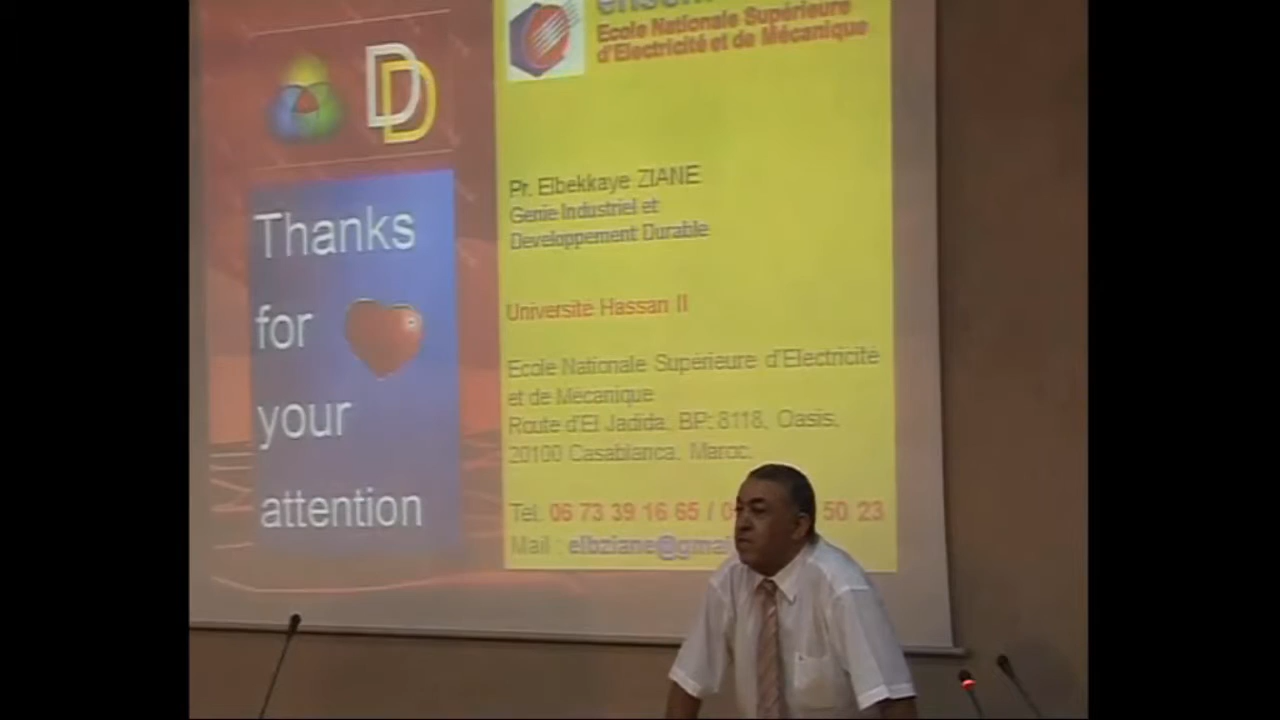 DD
Thanks
for
your
attention
Ecole Nationale Supérieure
d'Electricité et de Mécanique
Pr. Elbekkaye ZIANE
Genie Industriel et
Developpement Durable
Université Hassan II
Ecole Nationale Supérieure d'Electricité
et de Mécanique
Route d'El Jadida, BP: 8118, Oasis,
20100 Casablanca, Maroc.
Tel. 06 73 39 16 65 / 50 23
Mail : elbziane@gmai